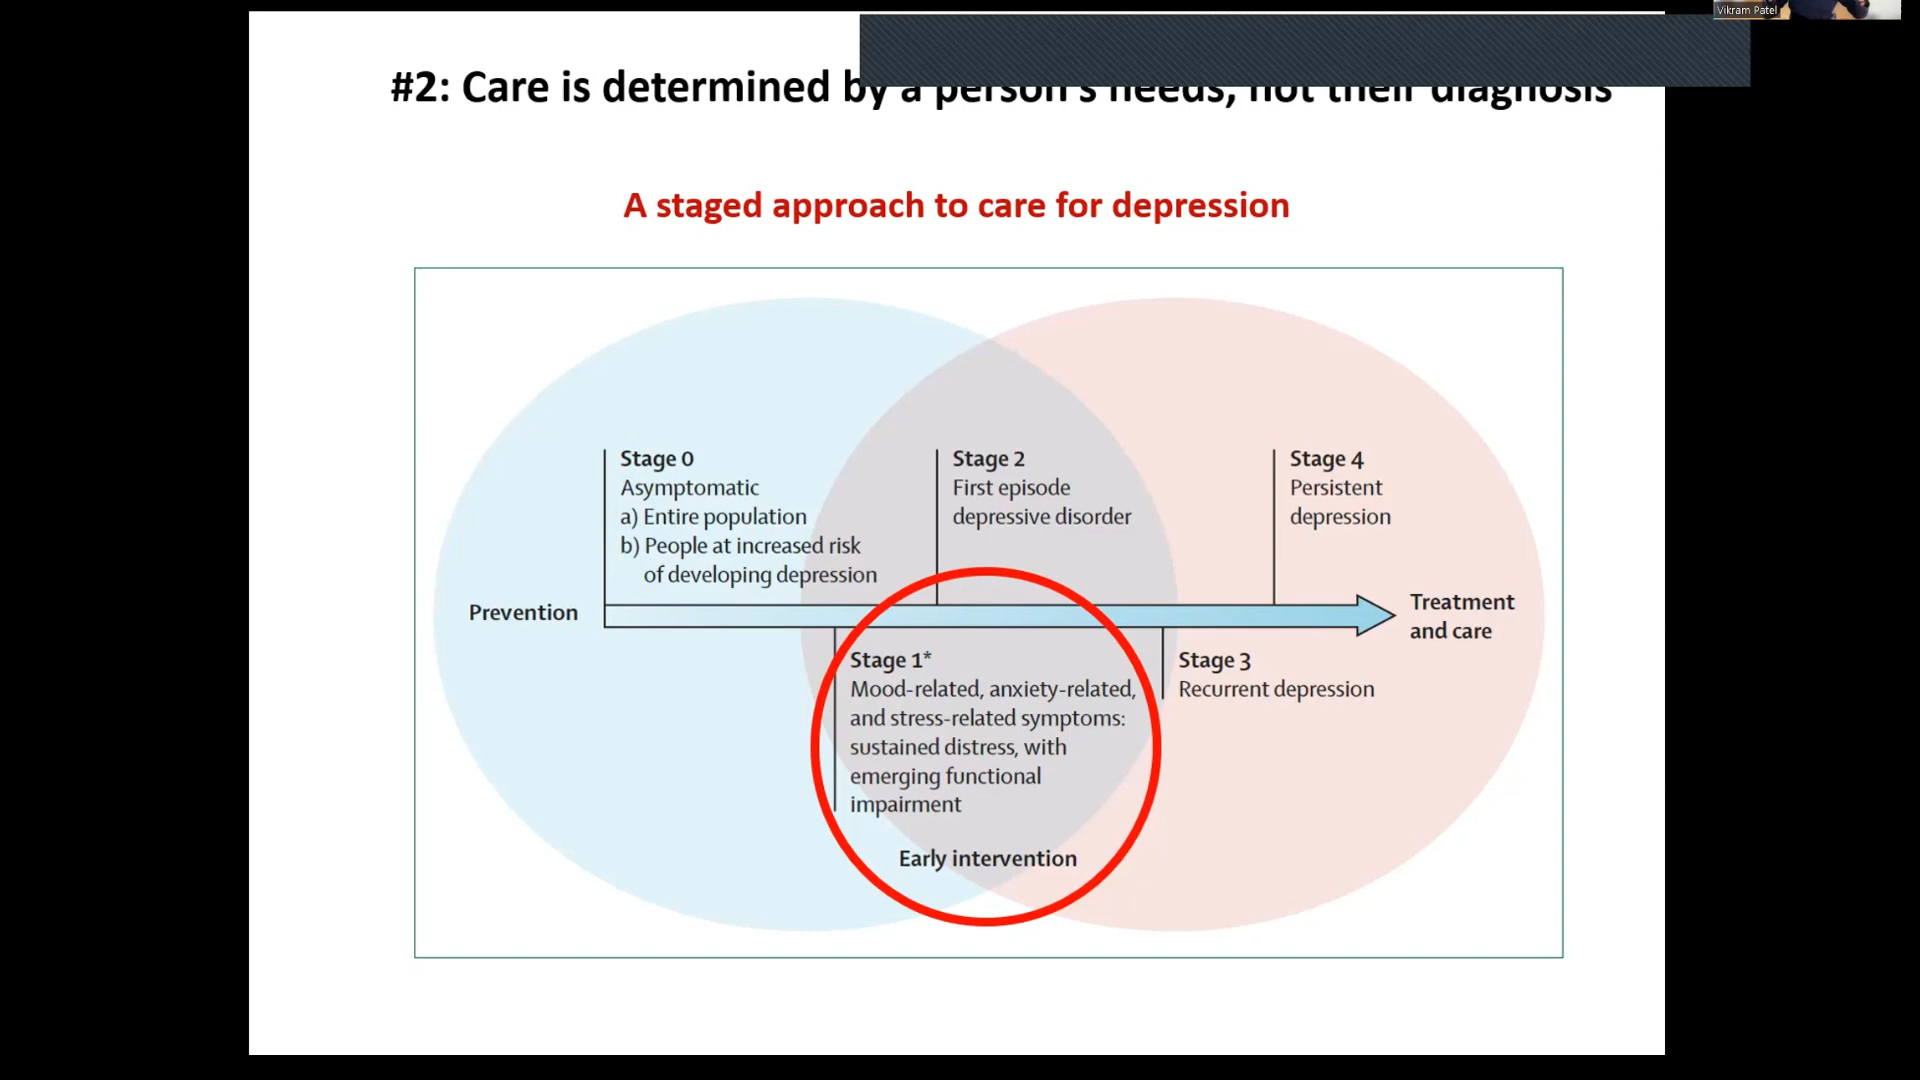 Vikram Patel
#2: Care is determined by a person's needs, not their diagnosis
A staged approach to care for depression
Stage 0
Asymptomatic
a) Entire population
b) People at increased risk
of developing depression
Stage 2
First episode
depressive disorder
Stage 4
Persistent
depression
Prevention
Treatment
and care
Stage 1*
Mood-related, anxiety-related,
and stress-related symptoms:
sustained distress, with
emerging functional
impairment
Stage 3
Recurrent depression
Early intervention